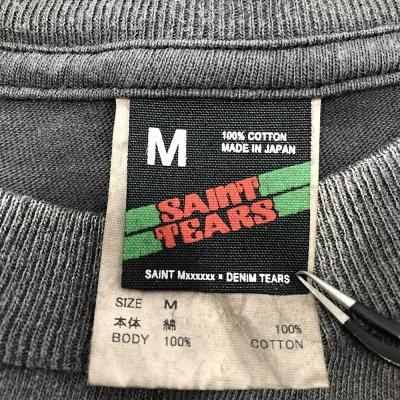 M
100% COTTON
MADE IN JAPAN
SAINT
TEARS
SAINT Mxxxxxx × DENIM TEARS
SIZE M
本体 綿 100%
BODY 100% COTTON